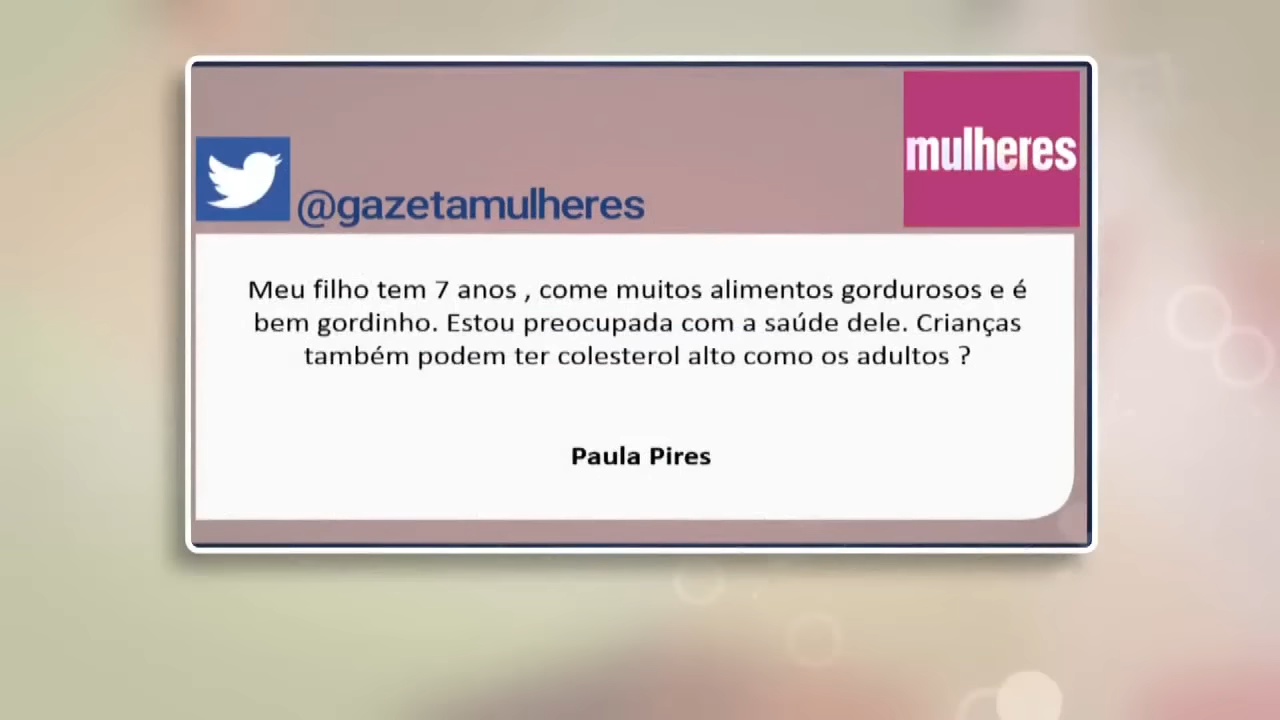 mulheres
@gazetamulheres
Meu filho tem 7 anos , come muitos alimentos gordurosos e é
bem gordinho. Estou preocupada com a saúde dele. Crianças
também podem ter colesterol alto como os adultos ?
Paula Pires